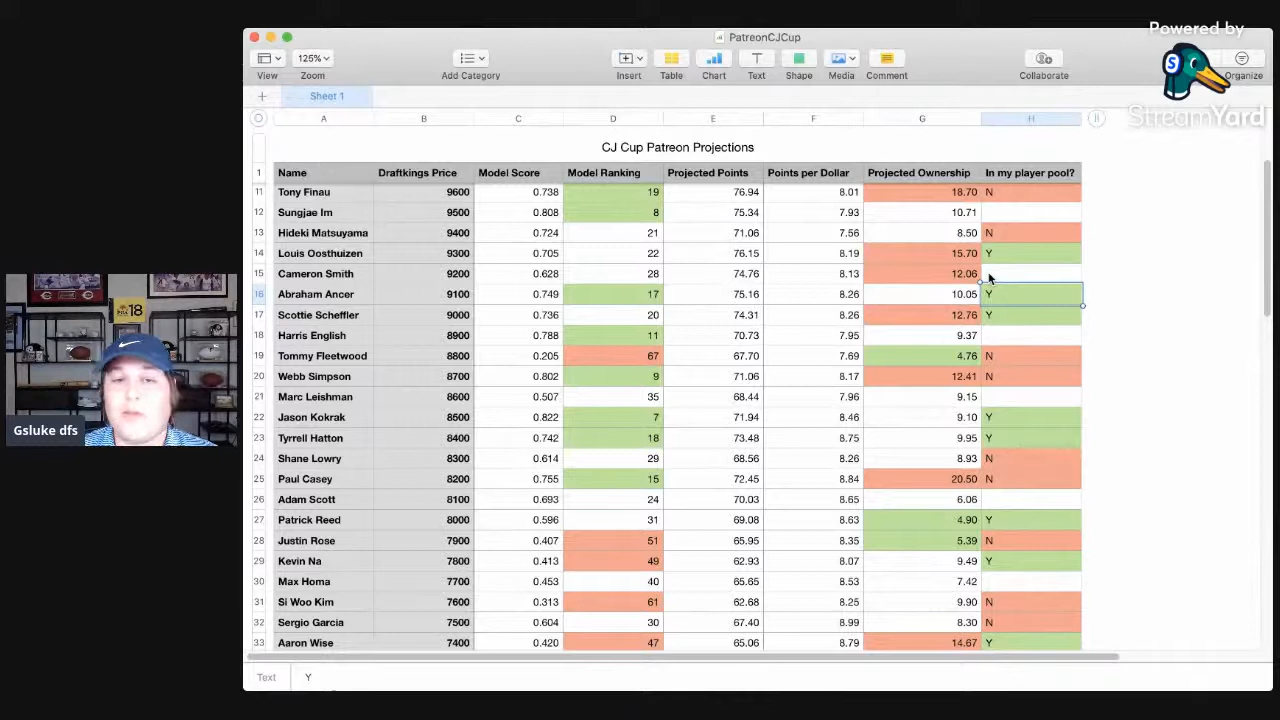 Powered by
StreamYard
PatreonCJCup
125%
View Zoom Add Category Insert Table Chart Text Shape Media Comment Collaborate Organize
Sheet 1
A B C D E F G H
CJ Cup Patreon Projections
1 Name Draftkings Price Model Score Model Ranking Projected Points Points per Dollar Projected Ownership In my player pool?
11 Tony Finau 9600 0.738 19 76.94 8.01 18.70 N
12 Sungjae Im 9500 0.808 8 75.34 7.93 10.71
13 Hideki Matsuyama 9400 0.724 21 71.06 7.56 8.50 N
14 Louis Oosthuizen 9300 0.705 22 76.15 8.19 15.70 Y
15 Cameron Smith 9200 0.628 28 74.76 8.13 12.06
16 Abraham Ancer 9100 0.749 17 75.16 8.26 10.05 Y
17 Scottie Scheffler 9000 0.646 20 74.31 8.26 12.76 Y
18 Harris English 8900 0.788 11 70.73 7.95 9.37
19 Tommy Fleetwood 8800 0.205 67 67.70 7.69 4.76 N
20 Webb Simpson 8700 0.802 9 71.06 8.17 12.41 N
21 Marc Leishman 8600 0.507 35 68.44 7.96 9.15
22 Jason Kokrak 8500 0.822 7 71.94 8.46 9.10 Y
23 Tyrrell Hatton 8400 0.742 18 73.48 8.75 9.95 Y
24 Shane Lowry 8300 0.614 29 68.56 8.26 8.93 N
25 Paul Casey 8200 0.755 15 72.45 8.84 20.50 N
26 Adam Scott 8100 0.693 24 70.03 8.65 6.06
27 Patrick Reed 8000 0.596 31 69.08 8.63 4.90 Y
28 Justin Rose 7900 0.407 51 65.95 8.35 5.39 N
29 Kevin Na 7800 0.413 49 62.93 8.07 9.49 Y
30 Max Homa 7700 0.453 40 65.65 8.53 7.42
31 Si Woo Kim 7600 0.313 61 62.68 8.25 9.90 N
32 Sergio Garcia 7500 0.604 30 67.40 8.99 8.30 N
33 Aaron Wise 7400 0.420 47 65.06 8.79 14.67 Y
Text Y
18
Gsluke dfs